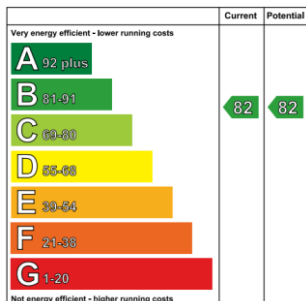 Current Potential
Very energy efficient - lower running costs
A 92 plus
B 81-91
82 82
C 69-80
D 55-68
E 39-54
F 21-38
G 1-20
Not energy efficient - higher running costs